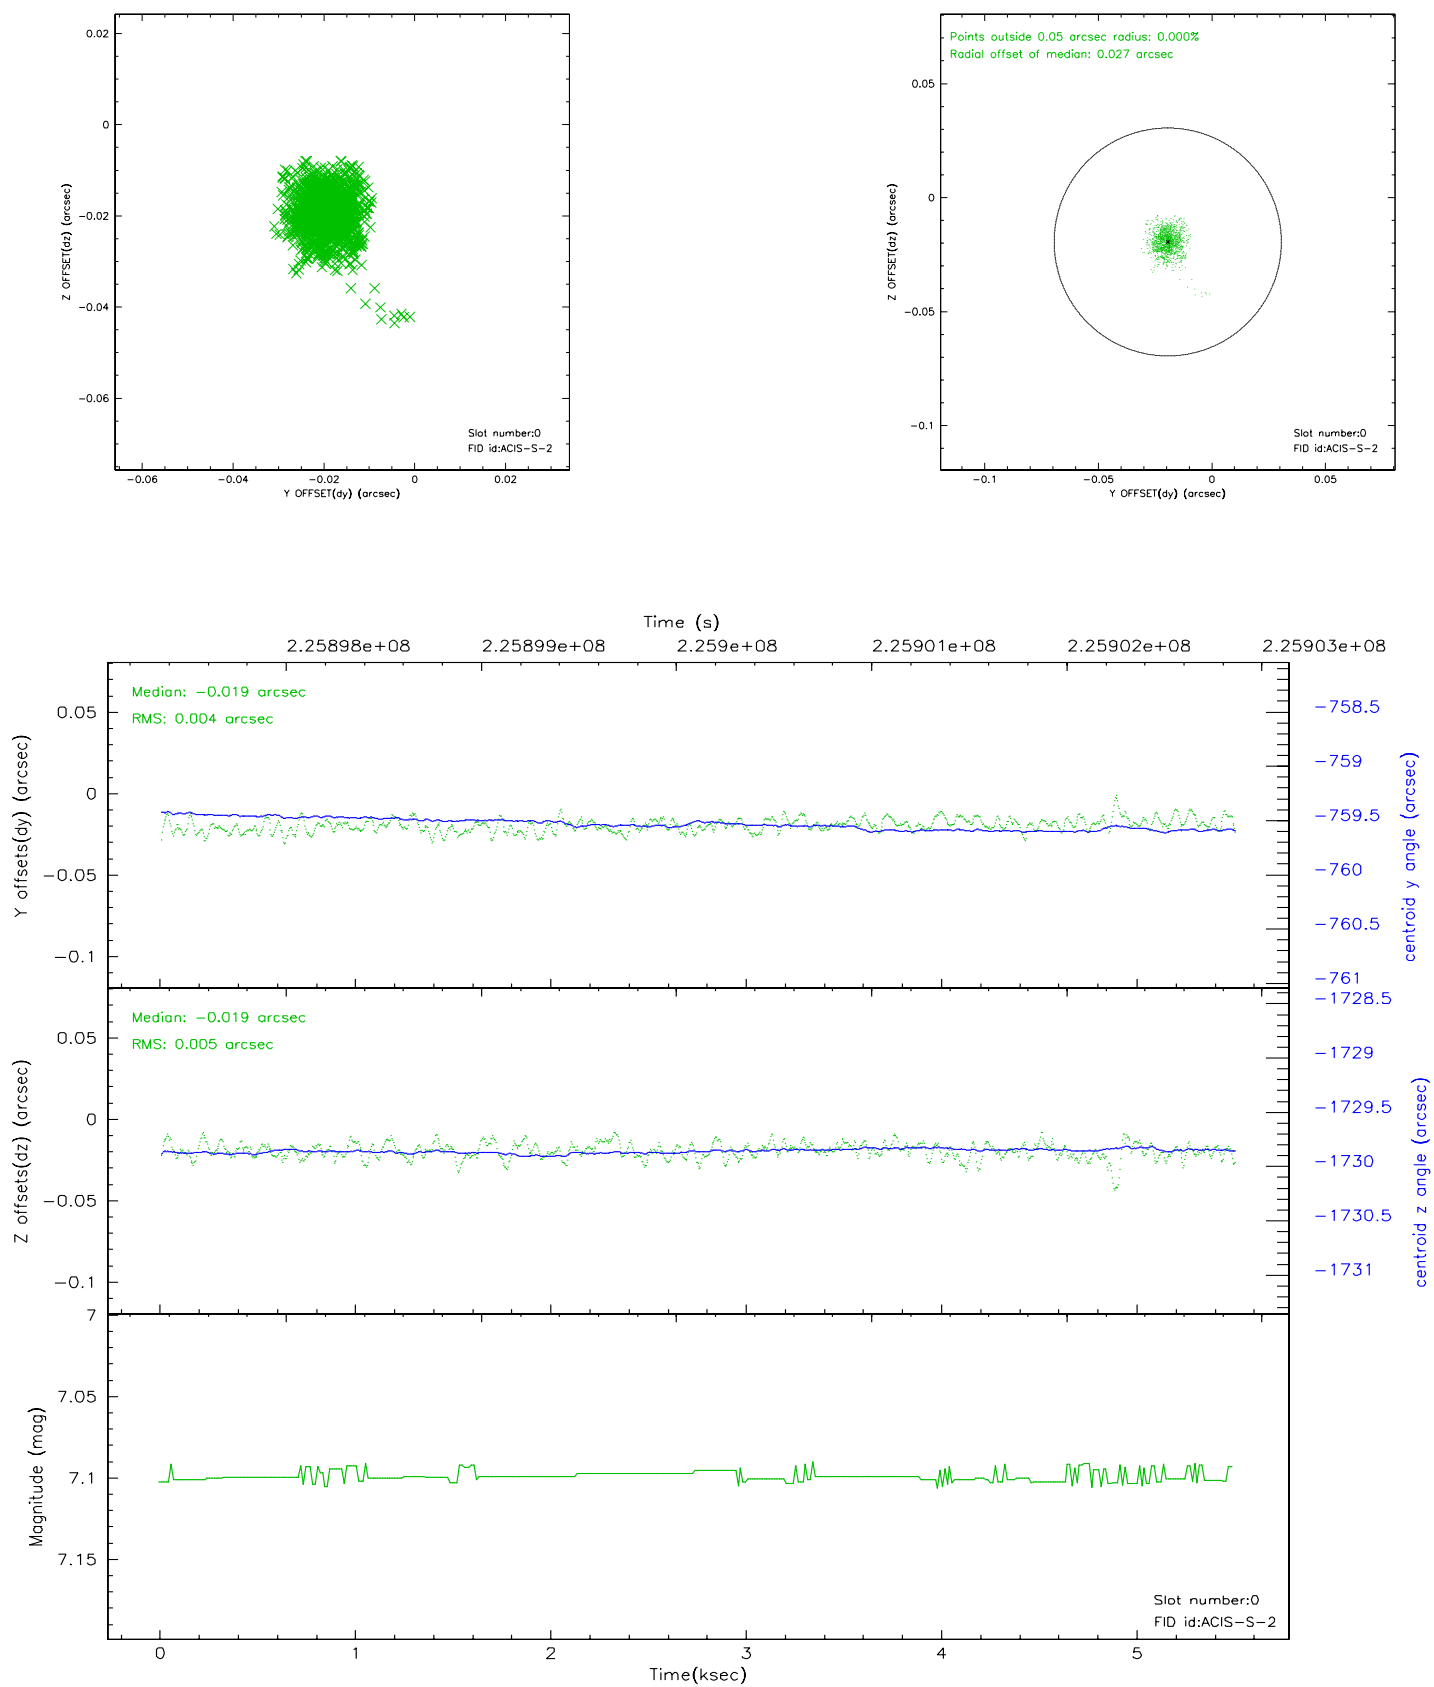 0.02
0
-0.02
-0.04
-0.06
Z OFFSET(dz) (arcsec)
Slot number:0
FID id:ACIS-S-2
-0.06 -0.04 -0.02 0 0.02
Y OFFSET(dy) (arcsec)
Points outside 0.05 arcsec radius: 0.000%
Radial offset of median: 0.027 arcsec
0.05
0
-0.05
-0.1
Z OFFSET(dz) (arcsec)
Slot number:0
FID id:ACIS-S-2
-0.1 -0.05 0 0.05
Y OFFSET(dy) (arcsec)
Time (s)
2.25898e+08 2.25899e+08 2.259e+08 2.25901e+08 2.25902e+08 2.25903e+08
Median: -0.019 arcsec
RMS: 0.004 arcsec
0.05
0
-0.05
-0.1
Y offsets(dy) (arcsec)
-758.5
-759
-759.5
-760
-760.5
-761
centroid y angle (arcsec)
Median: -0.019 arcsec
RMS: 0.005 arcsec
0.05
0
-0.05
-0.1
Z offsets(dz) (arcsec)
-1728.5
-1729
-1729.5
-1730
-1730.5
-1731
centroid z angle (arcsec)
7
7.05
7.1
7.15
Magnitude (mag)
Slot number:0
FID id:ACIS-S-2
0 1 2 3 4 5
Time(ksec)